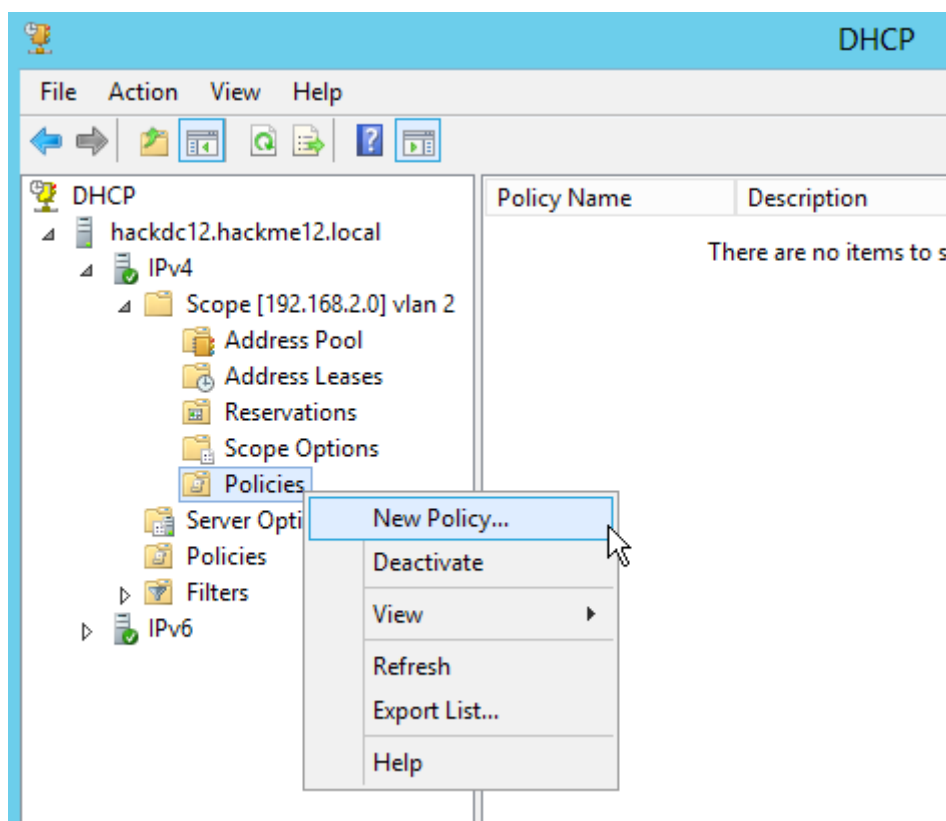 DHCP
File Action View Help
DHCP
hackdc12.hackme12.local
IPv4
Scope [192.168.2.0] vlan 2
Address Pool
Address Leases
Reservations
Scope Options
Policies
Server Opti
Policies
Filters
IPv6
Policy Name Description
There are no items to s
New Policy...
Deactivate
View
Refresh
Export List...
Help